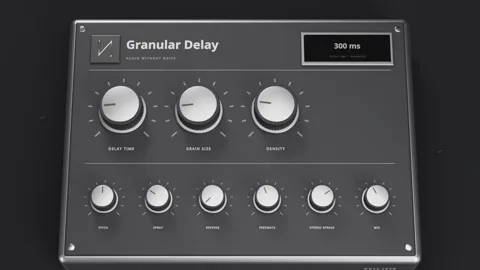 Granular Delay
300 ms
DELAY TIME
GRAIN SIZE
DENSITY
PITCH
SPRAY
REVERSE
FEEDBACK
STEREO SPREAD
MIX